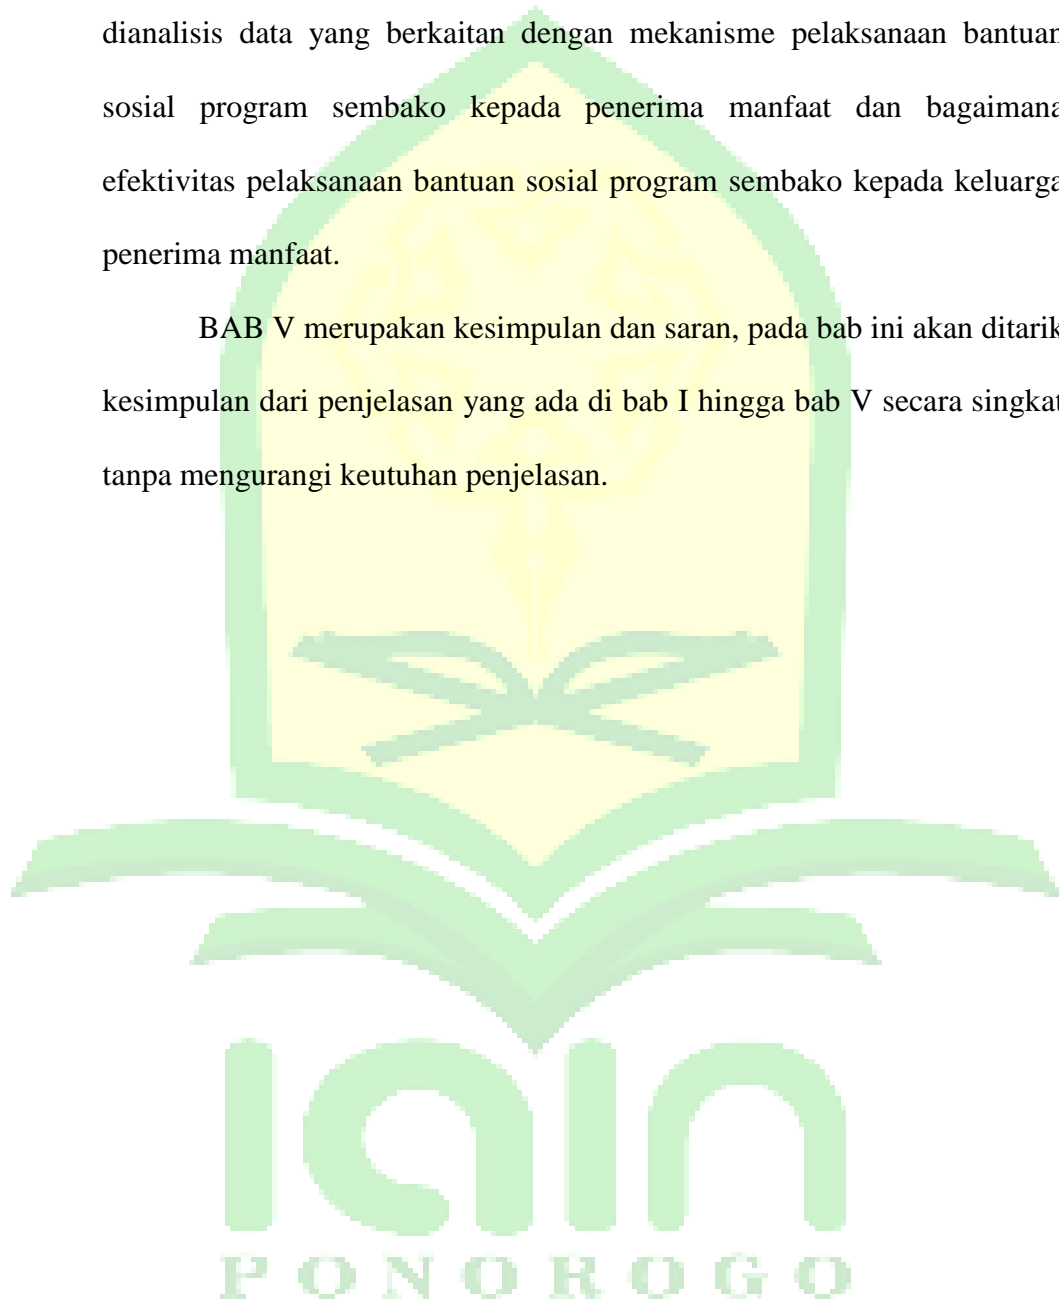 dianalisis data yang berkaitan dengan mekanisme pelaksanaan bantuan
sosial program sembako kepada penerima manfaat dan bagaimana
efektivitas pelaksanaan bantuan sosial program sembako kepada keluarga
penerima manfaat.
BAB V merupakan kesimpulan dan saran, pada bab ini akan ditarik
kesimpulan dari penjelasan yang ada di bab I hingga bab V secara singkat
tanpa mengurangi keutuhan penjelasan.
iain
PONOROGO